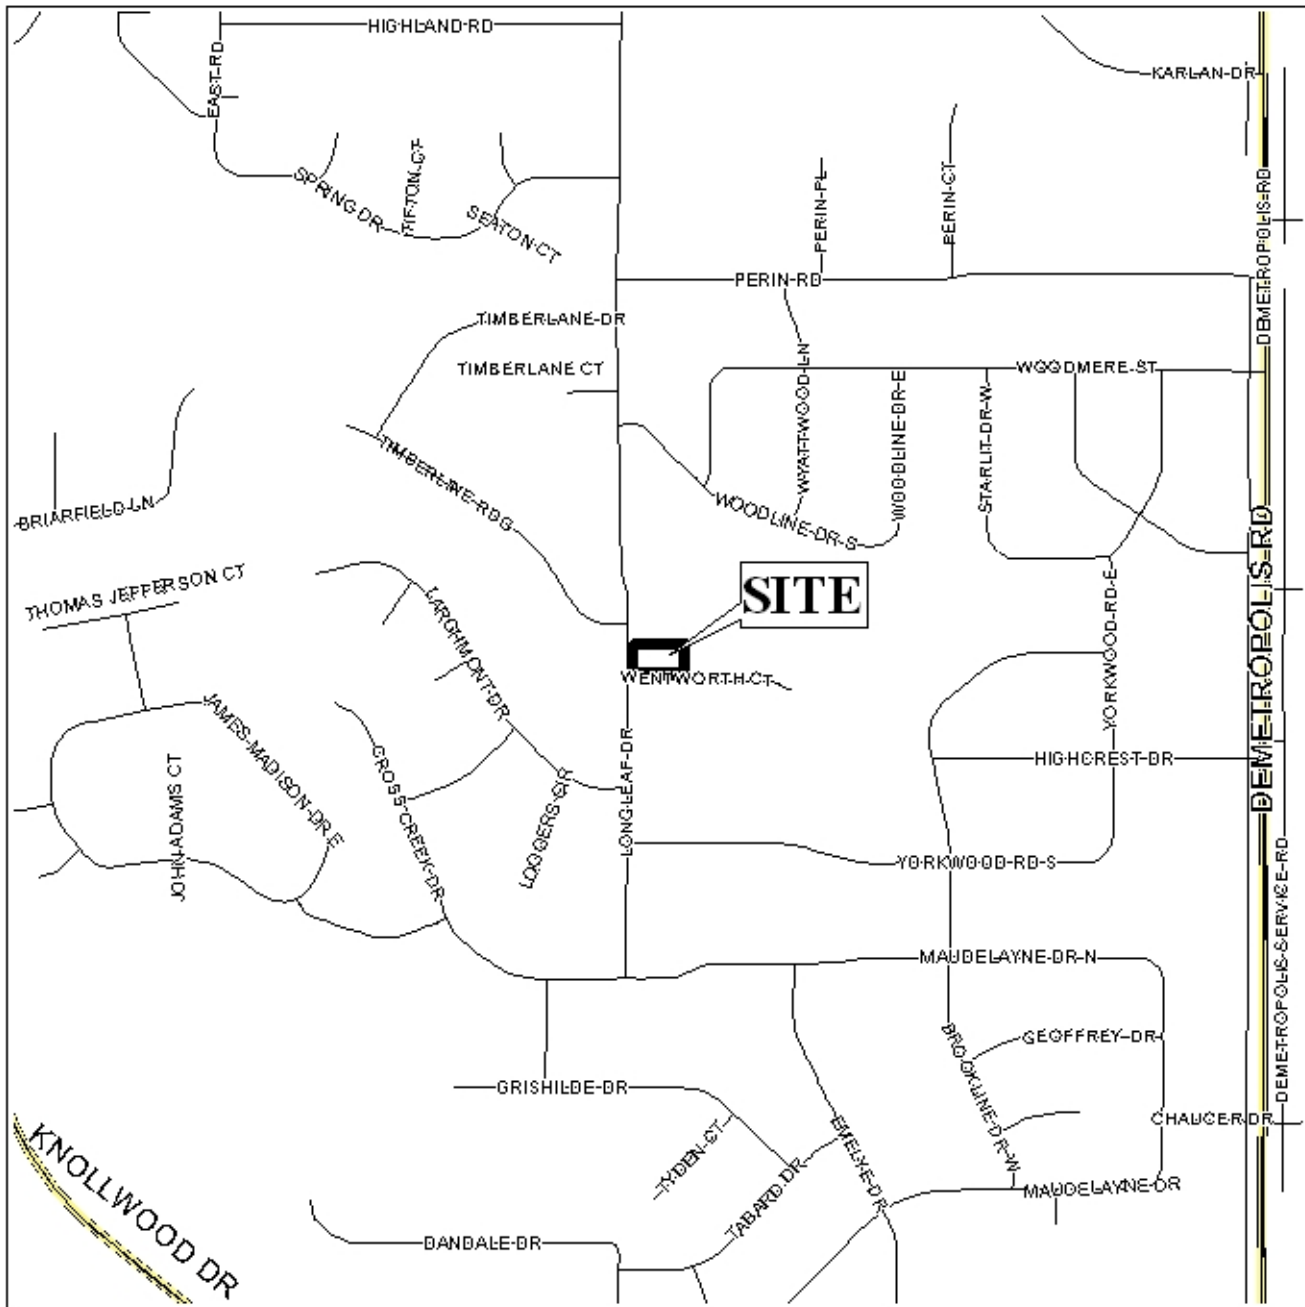 HIGHLAND RD
EAST RD
KARLAN DR
SPRING DR
TIFTON CT
SEATON CT
PERIN PL
PERIN CT
DEMETROPOLIS RD
PERIN RD
TIMBERLANE DR
TIMBERLANE CT
WOODMERE ST
WYATTWOOD LN
WOODLINE DR E
STARLIT DR W
TIMBERLINE RDG
WOODLINE DR S
BRIARFIELD LN
THOMAS JEFFERSON CT
SITE
LARCHMONT DR
YORKWOOD RD E
DEMETROPOLIS RD
WENTWORTH CT
JAMES MADISON DR E
CROSS CREEK DR
JOHN ADAMS CT
LOGGERS CIR
LONGLEAF DR
HIGHCREST DR
YORKWOOD RD S
DEMETROPOLIS SERVICE RD
MAUDELAYNE DR N
BROOKLINE DR W
GEOFFREY DR
GRISHILDE DR
CHAUCER DR
TYDEN CT
EMELYE DR
TABARD DR
MAUDELAYNE DR
KNOLLWOOD DR
DANDALE DR